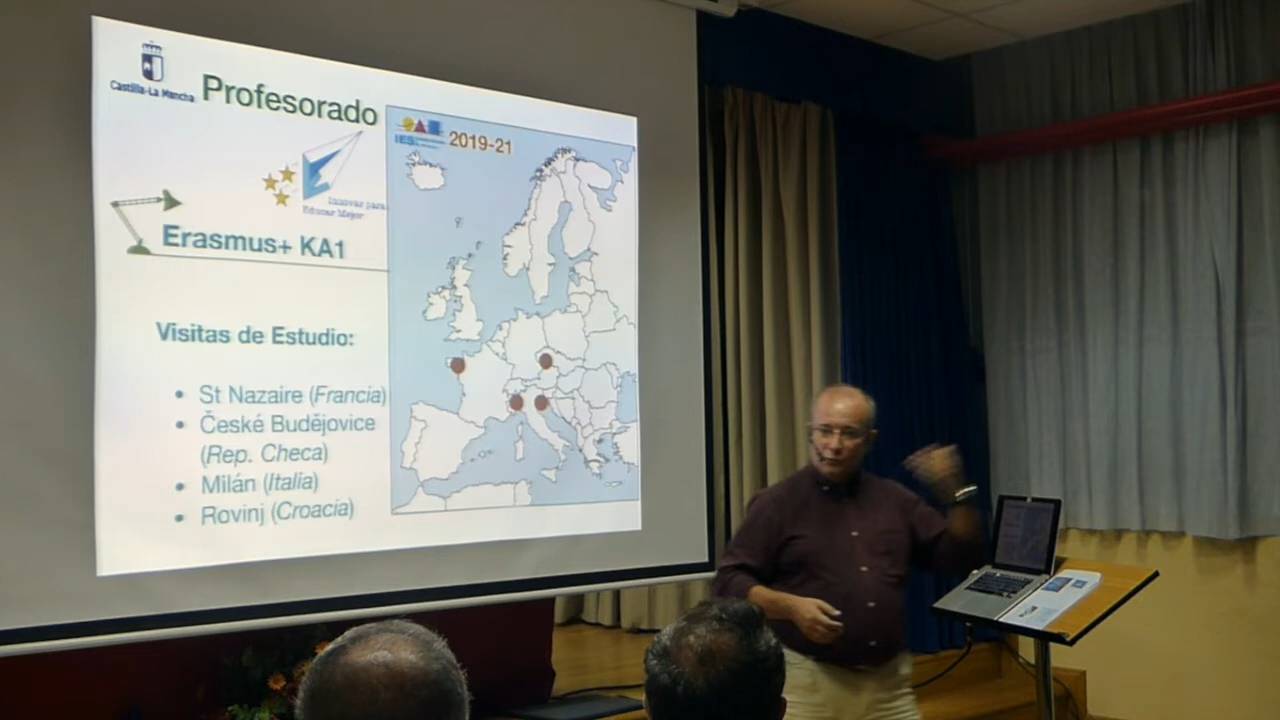 Castilla-La Mancha
Profesorado
IES
2019-21
Innovar para
Educar Mejor
Erasmus+ KA1
Visitas de Estudio:
• St Nazaire (Francia)
• České Budějovice
(Rep. Checa)
• Milán (Italia)
• Rovinj (Croacia)